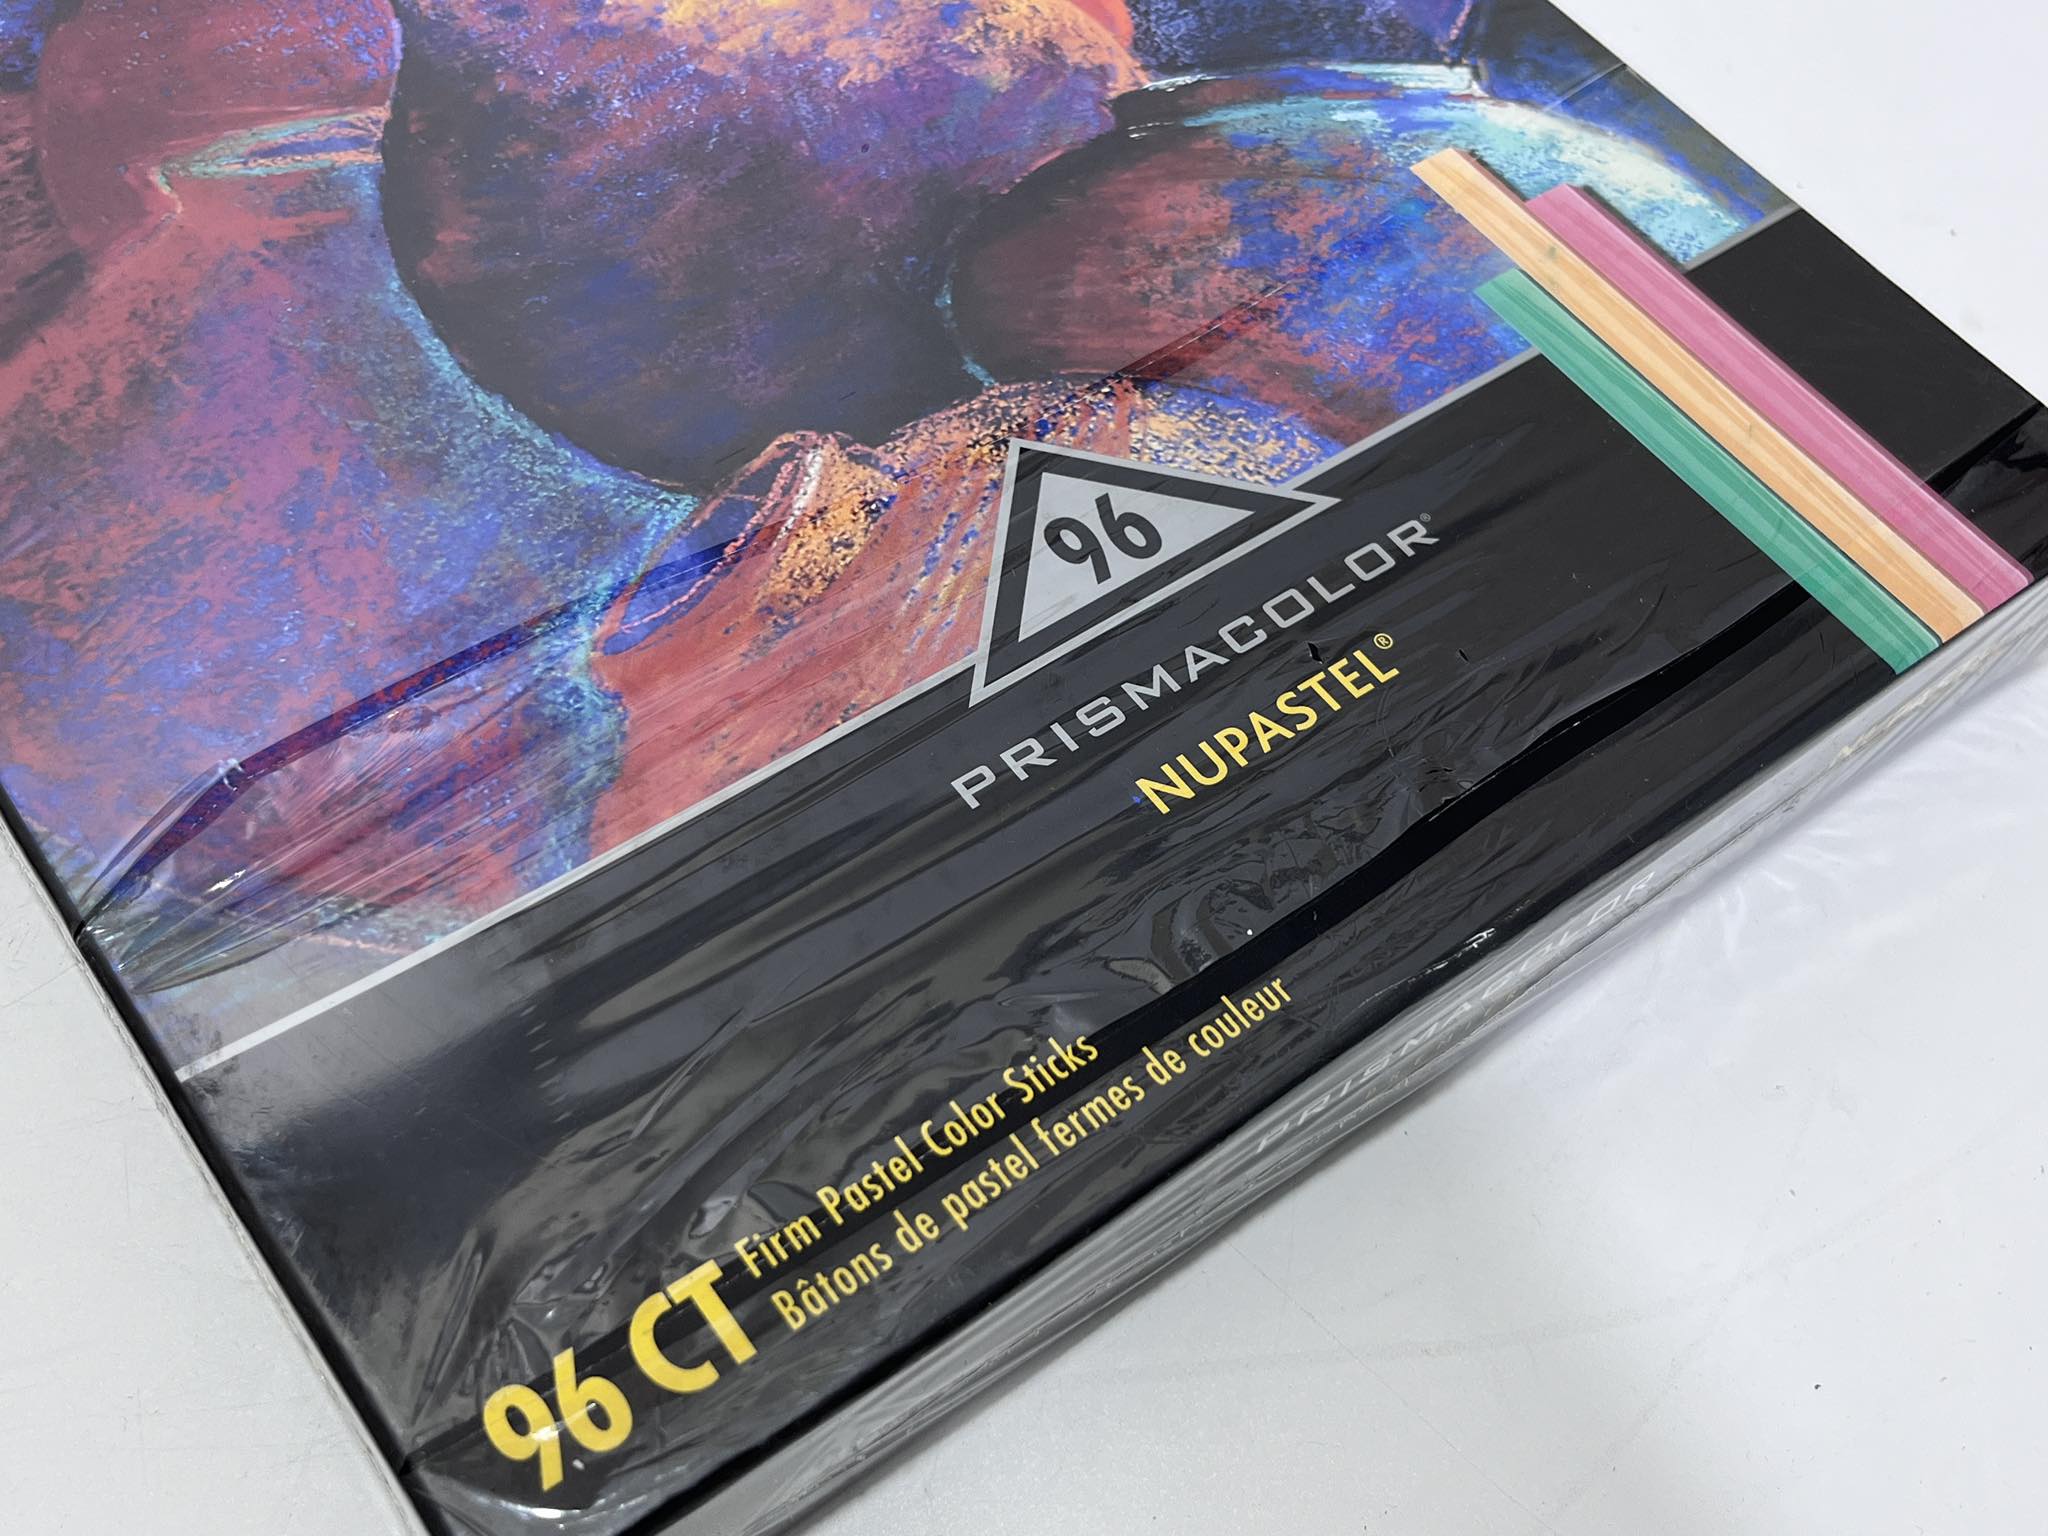 96
PRISMACOLOR®
NUPASTEL®
96 CT
Firm Pastel Color Sticks
Bâtons de pastel fermes de couleur
PRISMACOLOR